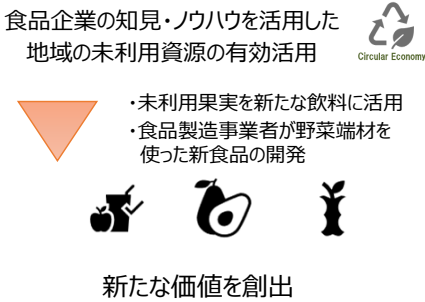 食品企業の知見・ノウハウを活用した
地域の未利用資源の有効活用
Circular Economy
・未利用果実を新たな飲料に活用
・食品製造事業者が野菜端材を
使った新食品の開発
新たな価値を創出